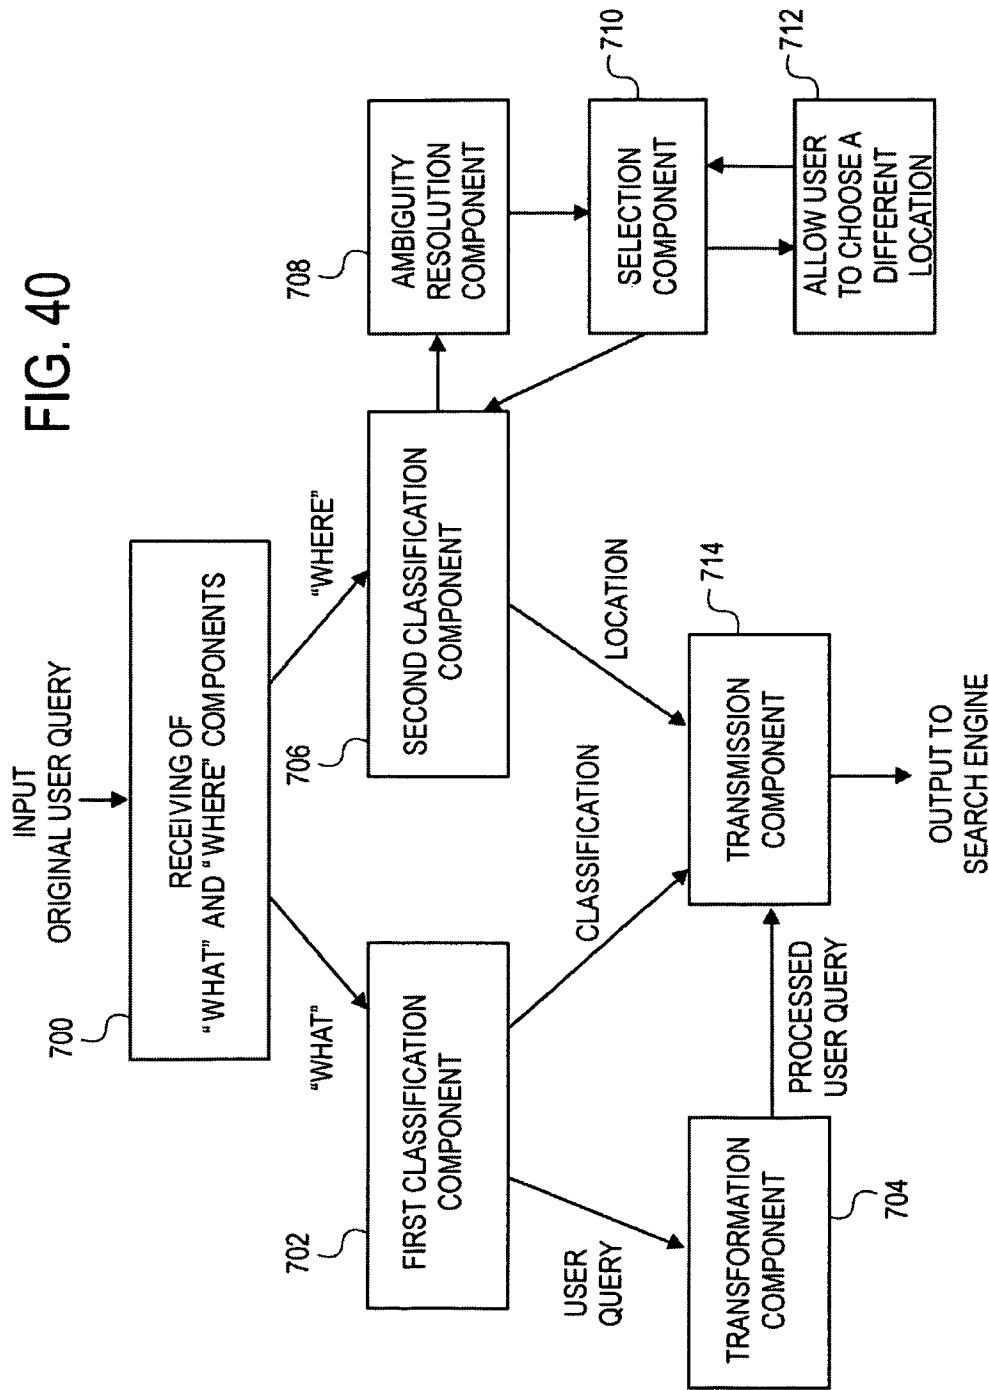 FIG. 40
INPUT
ORIGINAL USER QUERY
700
RECEIVING OF
"WHAT" AND "WHERE" COMPONENTS
"WHAT"
"WHERE"
702
FIRST CLASSIFICATION
COMPONENT
706
SECOND CLASSIFICATION
COMPONENT
708
AMBIGUITY
RESOLUTION
COMPONENT
710
SELECTION
COMPONENT
712
ALLOW USER
TO CHOOSE A
DIFFERENT
LOCATION
USER
QUERY
CLASSIFICATION
LOCATION
TRANSFORMATION
COMPONENT
704
PROCESSED
USER QUERY
714
TRANSMISSION
COMPONENT
OUTPUT TO
SEARCH ENGINE